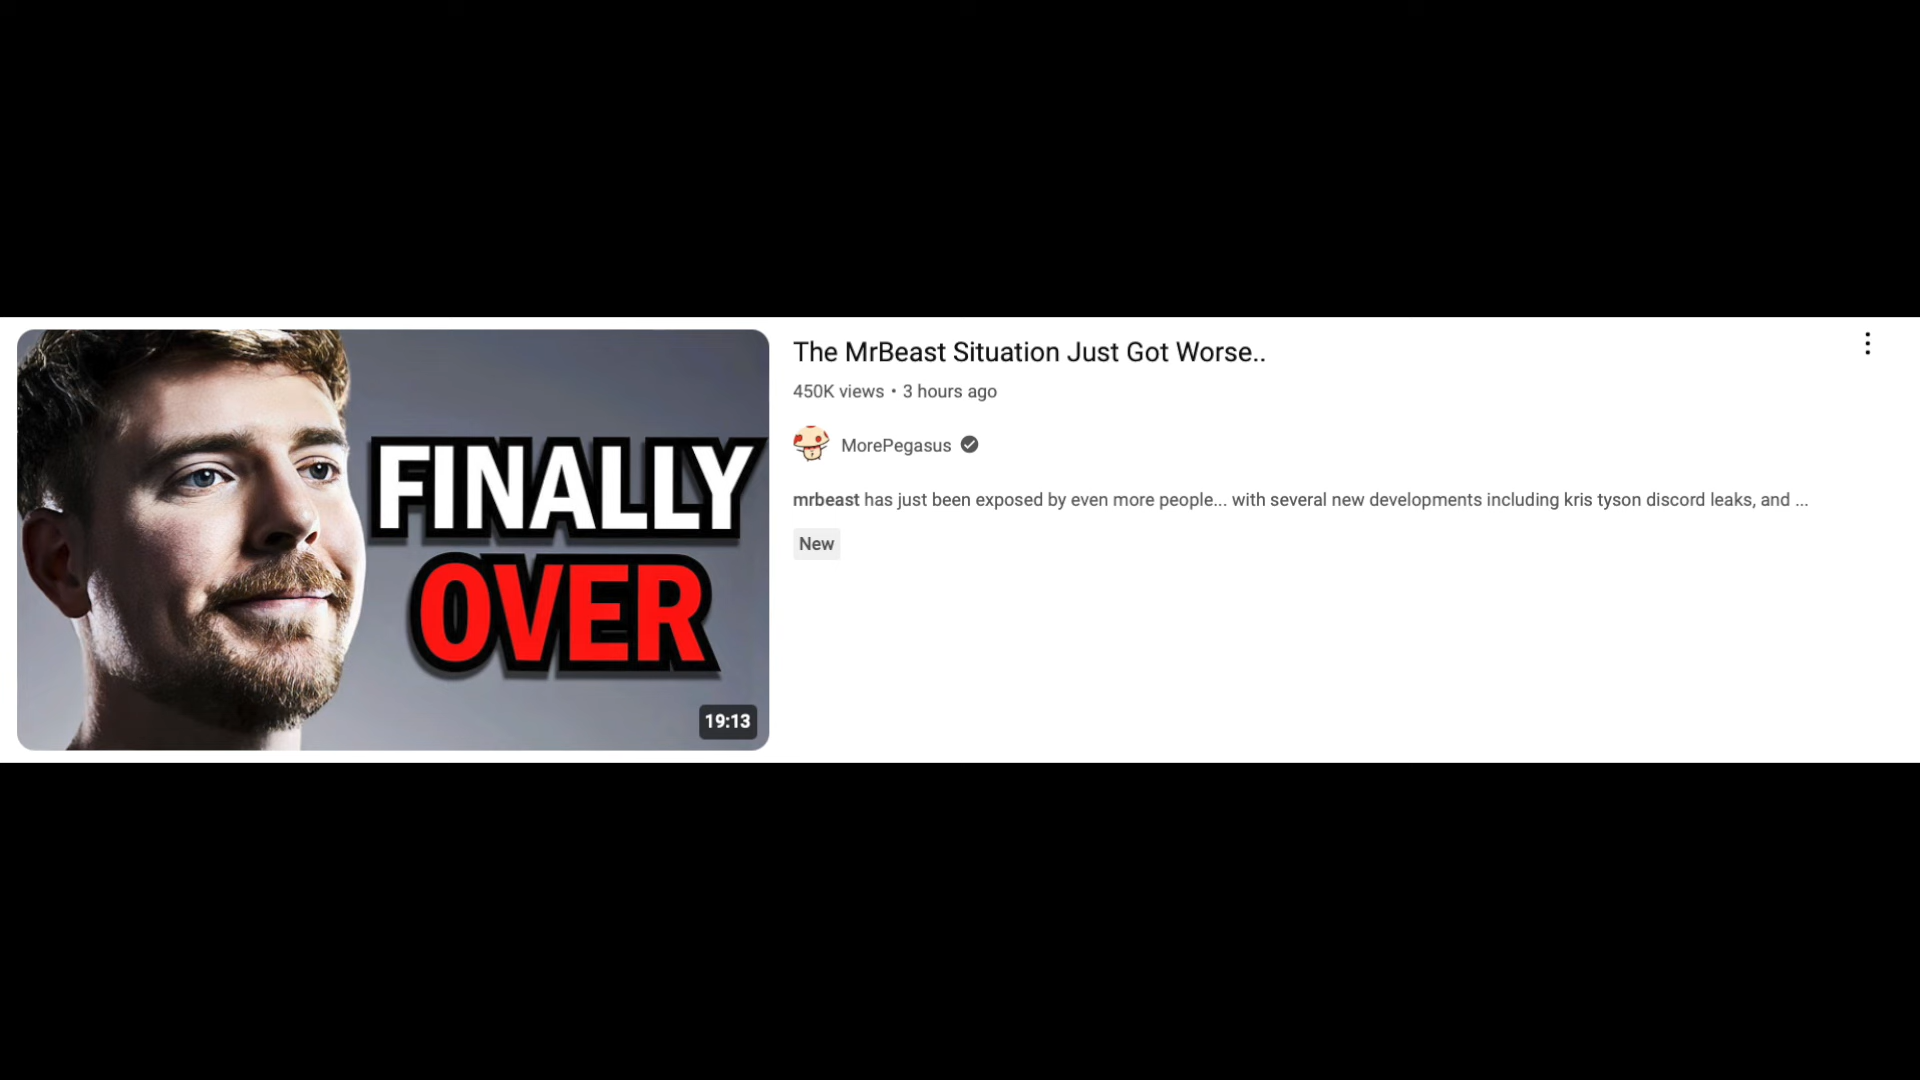 FINALLY
OVER
19:13
The MrBeast Situation Just Got Worse..
450K views • 3 hours ago
MorePegasus
mrbeast has just been exposed by even more people... with several new developments including kris tyson discord leaks, and ...
New